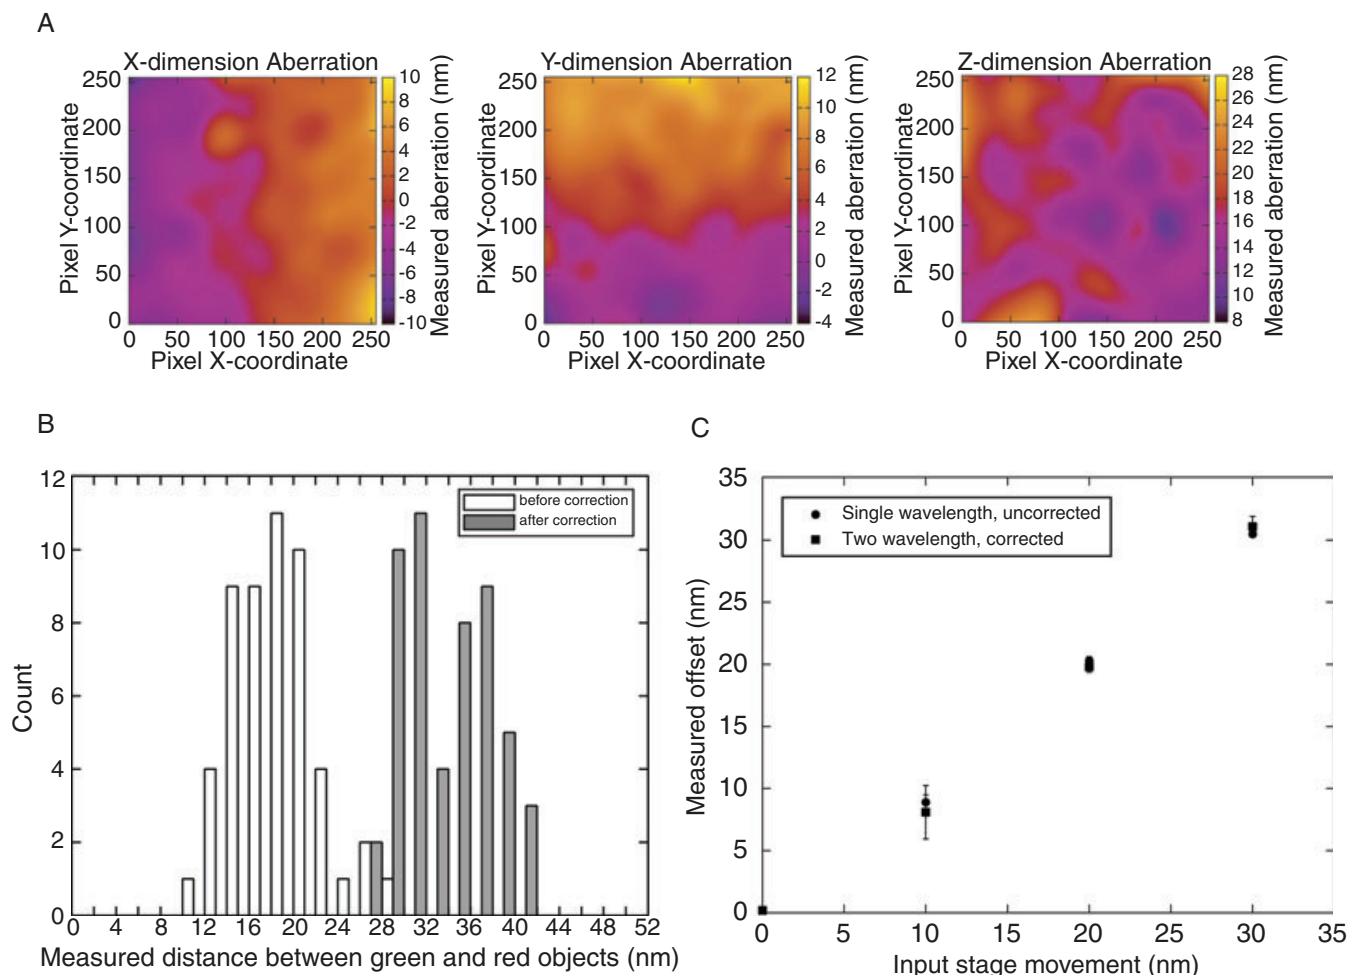 A
X-dimension Aberration
Y-dimension Aberration
Z-dimension Aberration
250
200
150
100
50
0
Pixel Y-coordinate
0 50 100 150 200 250
Pixel X-coordinate
10
8
6
4
2
0
-2
-4
-6
-8
-10
Measured aberration (nm)
250
200
150
100
50
0
Pixel Y-coordinate
0 50 100 150 200 250
Pixel X-coordinate
12
10
8
6
4
2
0
-2
-4
Measured aberration (nm)
250
200
150
100
50
0
Pixel Y-coordinate
0 50 100 150 200 250
Pixel X-coordinate
28
26
24
22
20
18
16
14
12
10
8
Measured aberration (nm)
B
12
10
8
6
4
2
0
Count
before correction
after correction
0 4 8 12 16 20 24 28 32 36 40 44 48 52
Measured distance between green and red objects (nm)
C
35
30
25
20
15
10
5
0
Measured offset (nm)
Single wavelength, uncorrected
Two wavelength, corrected
0 5 10 15 20 25 30 35
Input stage movement (nm)